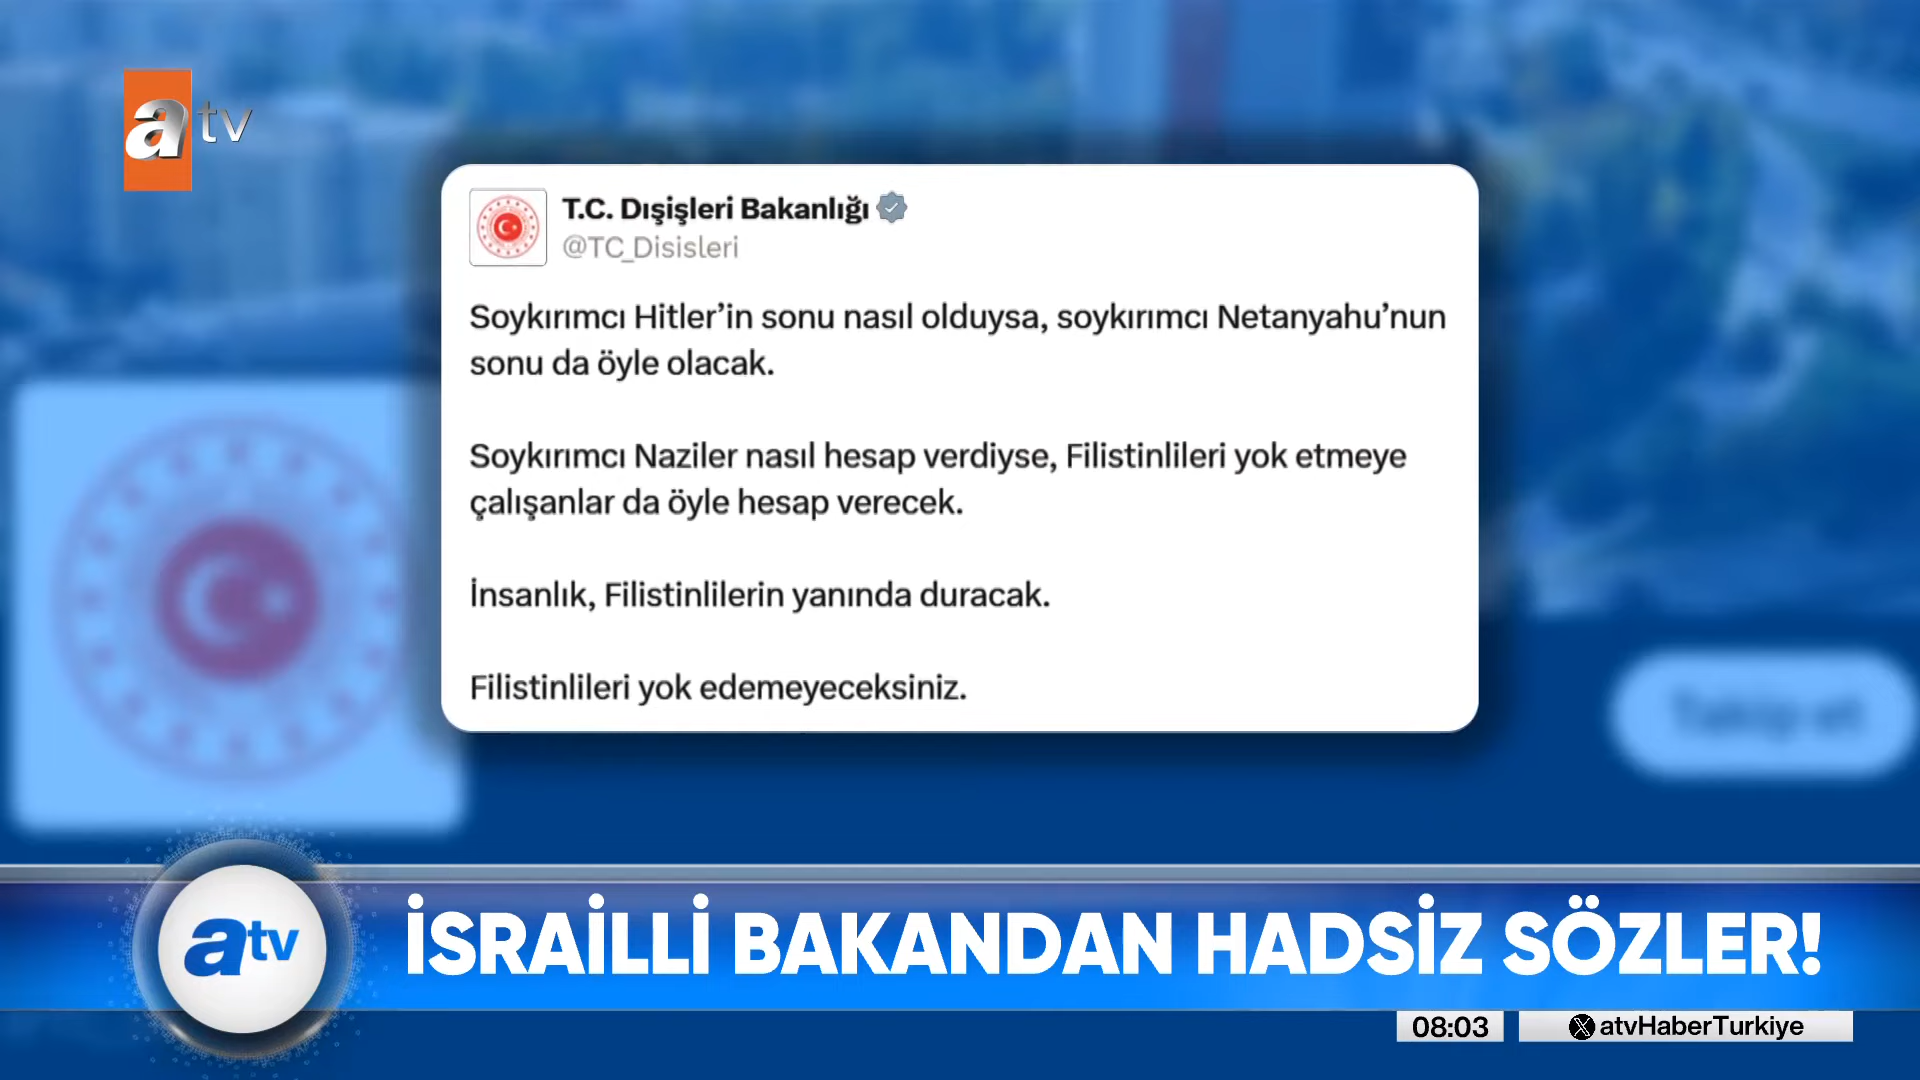 atv
T.C. Dışişleri Bakanlığı
@TC_Disisleri
Soykırımcı Hitler’in sonu nasıl olduysa, soykırımcı Netanyahu’nun
sonu da öyle olacak.
Soykırımcı Naziler nasıl hesap verdiyse, Filistinlileri yok etmeye
çalışanlar da öyle hesap verecek.
İnsanlık, Filistinlilerin yanında duracak.
Filistinlileri yok edemeyeceksiniz.
Takip et
atv
İSRAİLLİ BAKANDAN HADSİZ SÖZLER!
08:03
atvHaberTurkiye